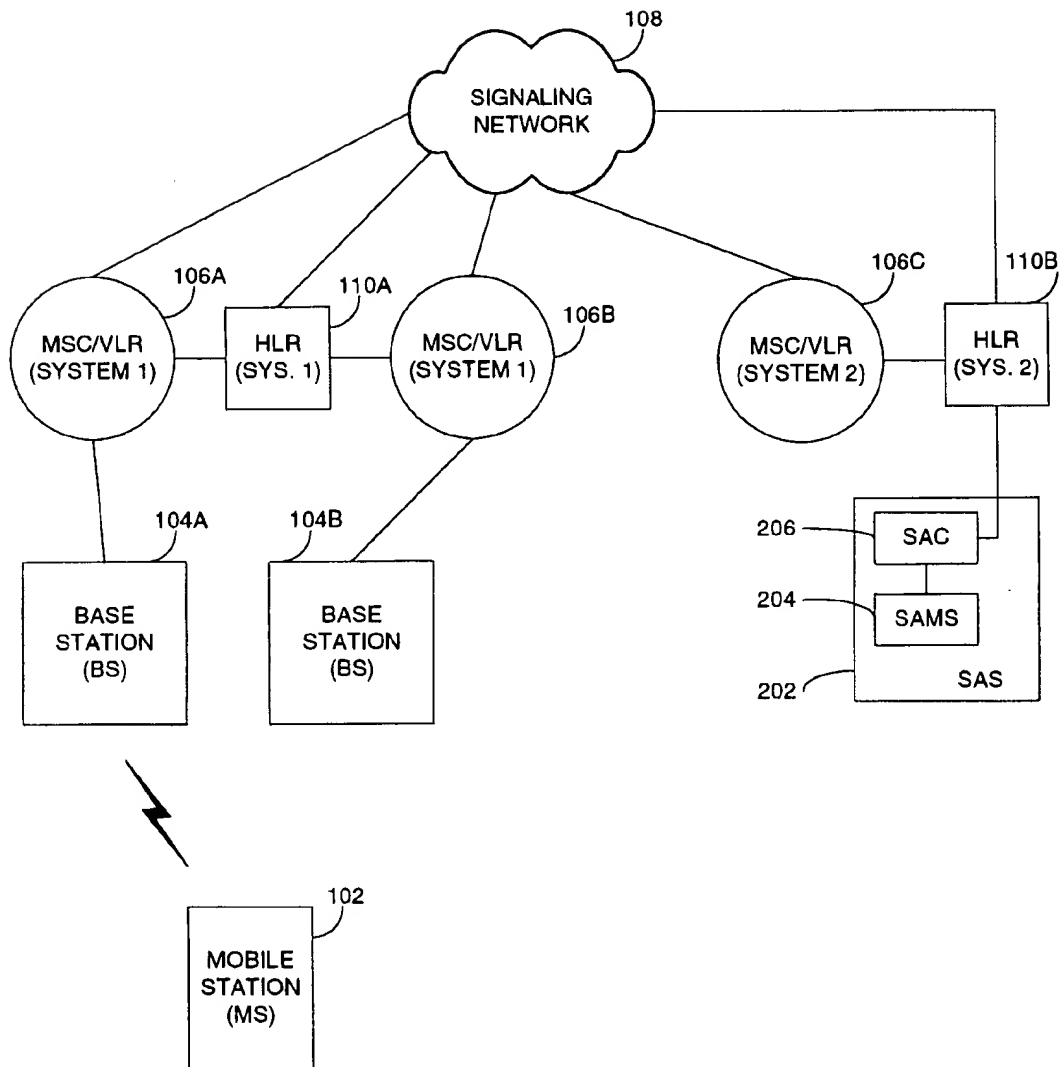 108
SIGNALING
NETWORK
106A
110A
106B
106C
110B
MSC/VLR
(SYSTEM 1)
HLR
(SYS. 1)
MSC/VLR
(SYSTEM 1)
MSC/VLR
(SYSTEM 2)
HLR
(SYS. 2)
104A
104B
BASE
STATION
(BS)
BASE
STATION
(BS)
206
SAC
204
SAMS
202
SAS
102
MOBILE
STATION
(MS)